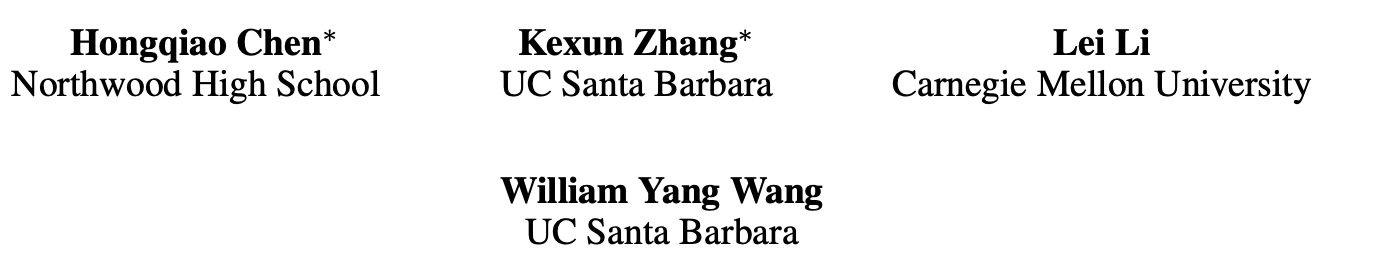 Hongqiao Chen* Kexun Zhang* Lei Li
Northwood High School UC Santa Barbara Carnegie Mellon University
William Yang Wang
UC Santa Barbara